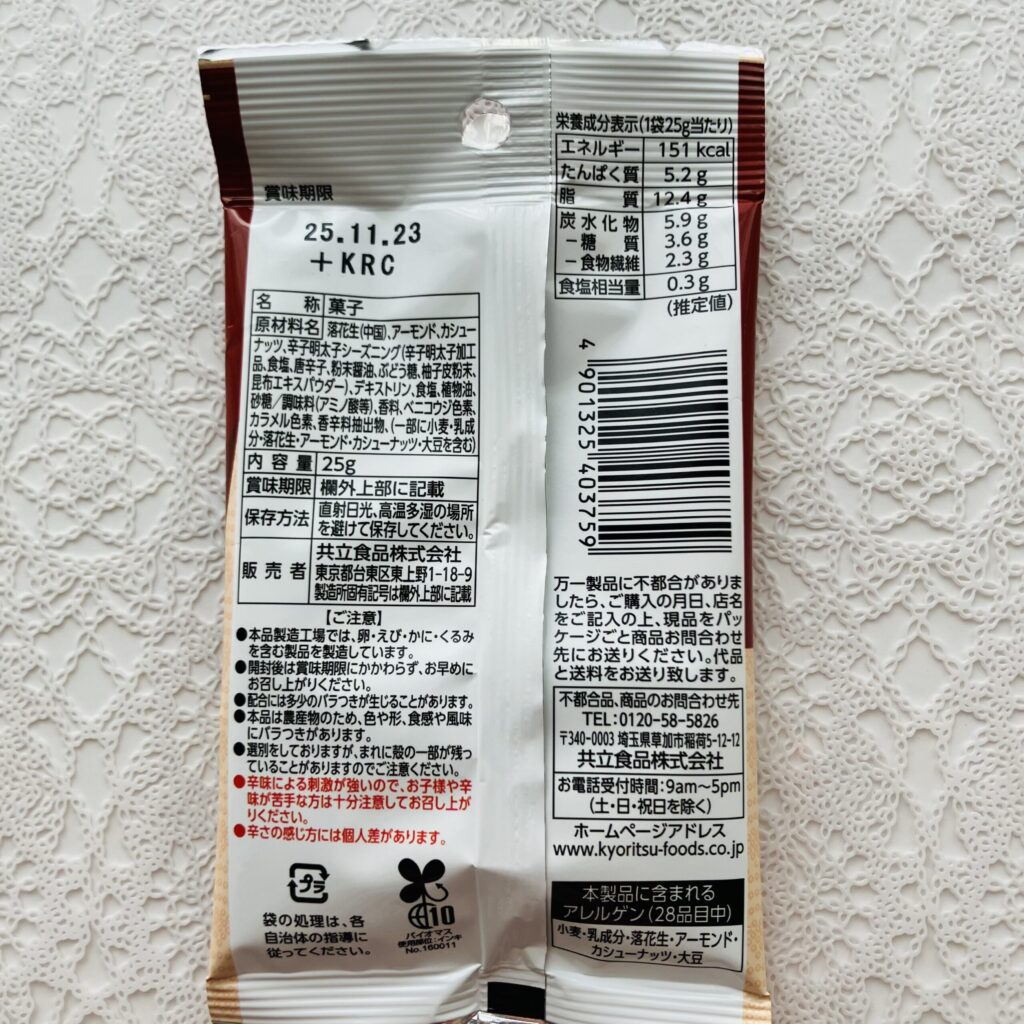 賞味期限
25.11.23
+KRC
名称 菓子
原材料名 落花生(中国)、アーモンド、カシュー
ナッツ、辛子明太子シーズニング(辛子明太子加工
品、食塩、唐辛子、粉末醤油、ぶどう糖、柚子皮粉末、
昆布エキスパウダー)、デキストリン、食塩、植物油、
砂糖/調味料(アミノ酸等)、香料、ベニコウジ色素、
カラメル色素、香辛料抽出物、(一部に小麦・乳成
分・落花生・アーモンド・カシューナッツ・大豆を含む)
内容量 25g
賞味期限 欄外上部に記載
保存方法 直射日光、高温多湿の場所
を避けて保存してください。
販売者 共立食品株式会社
東京都台東区東上野1-18-9
製造所固有記号は欄外上部に記載
【ご注意】
●本品製造工場では、卵・えび・かに・くるみ
を含む製品を製造しています。
●開封後は賞味期限にかかわらず、お早めに
お召し上がりください。
●配合には多少のバラつきが生じることがあります。
●本品は農産物のため、色や形、食感や風味
にバラつきがあります。
●選別をしておりますが、まれに殻の一部が残っ
ていることがありますのでご注意ください。
●辛味による刺激が強いので、お子様や辛
味が苦手な方は十分注意してお召し上が
りください。
●辛さの感じ方には個人差があります。
プラ
袋の処理は、各
自治体の指導に
従ってください。
10
バイオマス
使用部位:インキ
No.160011
栄養成分表示(1袋25g当たり)
エネルギー 151 kcal
たんぱく質 5.2 g
脂質 12.4 g
炭水化物 5.9 g
-糖質 3.6 g
-食物繊維 2.3 g
食塩相当量 0.3 g
(推定値)
4 901325 403759
万一製品に不都合がありま
したら、ご購入の月日、店名
をご記入の上、現品をパッ
ケージごと商品お問合わせ
先にお送りください。代品
と送料をお送り致します。
不都合品、商品のお問合わせ先
TEL:0120-58-5826
〒340-0003 埼玉県草加市稲荷5-12-12
共立食品株式会社
お電話受付時間:9am~5pm
(土・日・祝日を除く)
ホームページアドレス
www.kyoritsu-foods.co.jp
本製品に含まれる
アレルゲン(28品目中)
小麦・乳成分・落花生・アーモンド・
カシューナッツ・大豆